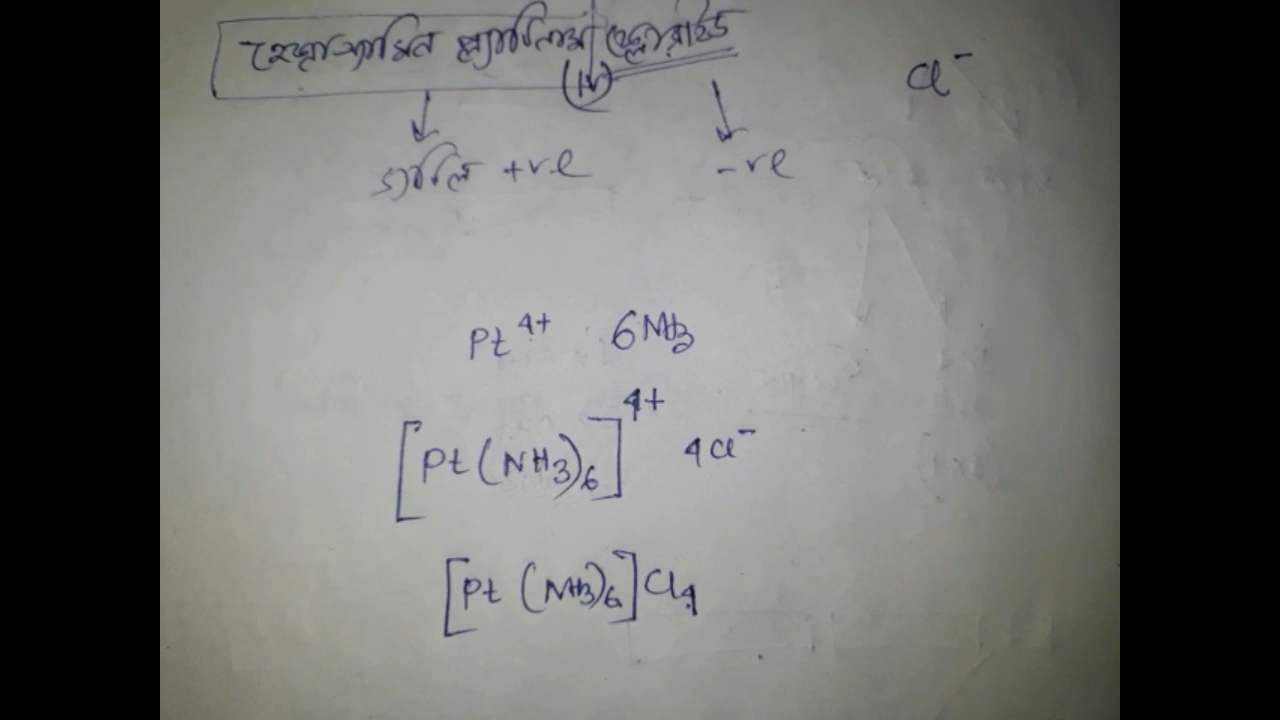 হেক্সাঅ্যামিন প্ল্যাটিনাম (IV) ক্লোরাইড
Cl⁻
+ve -ve
Pt⁴⁺ 6NH₃
[Pt(NH₃)₆]⁴⁺ 4Cl⁻
[Pt(NH₃)₆]Cl₄